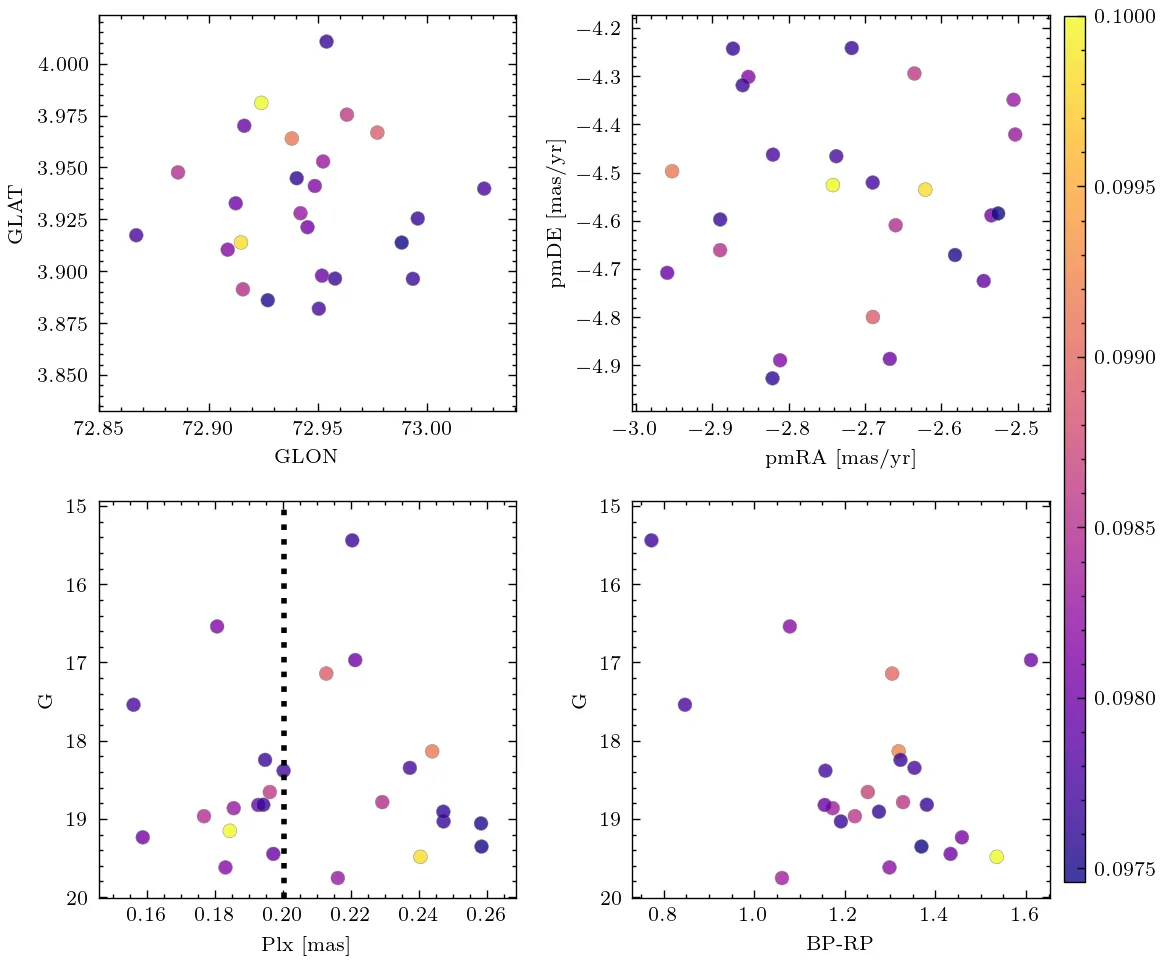 4.000
3.975
3.950
3.925
3.900
3.875
3.850
GLAT
72.85 72.90 72.95 73.00
GLON
−4.2
−4.3
−4.4
−4.5
−4.6
−4.7
−4.8
−4.9
pmDE [mas/yr]
−3.0 −2.9 −2.8 −2.7 −2.6 −2.5
pmRA [mas/yr]
15
16
17
18
19
20
G
0.16 0.18 0.20 0.22 0.24 0.26
Plx [mas]
15
16
17
18
19
20
G
0.8 1.0 1.2 1.4 1.6
BP-RP
0.1000
0.0995
0.0990
0.0985
0.0980
0.0975